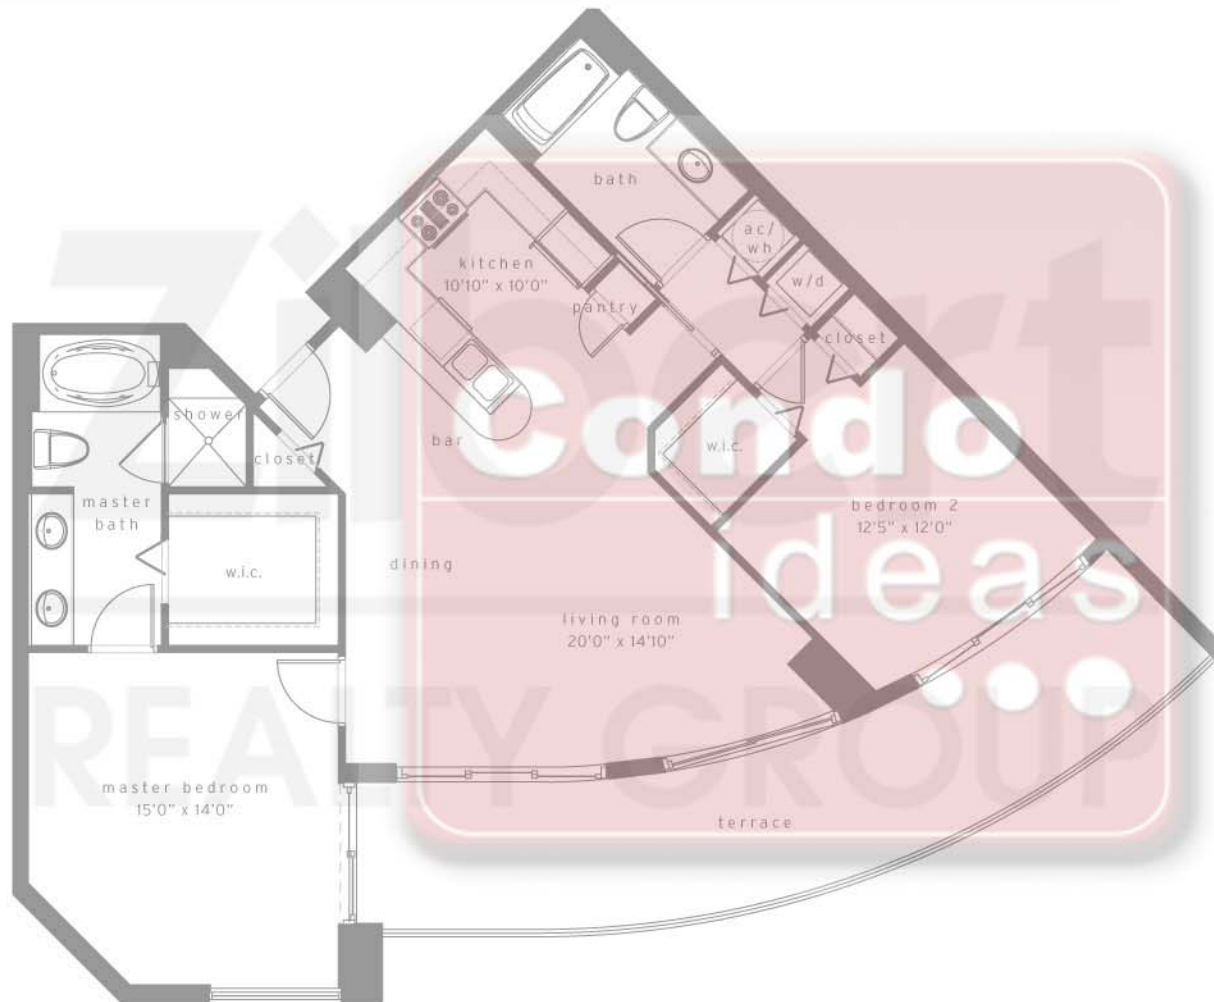 bath
ac/
wh
kitchen
10'10" x 10'0"
w/d
pantry
closet
shower
bar
closet
w.i.c.
master
bath
bedroom 2
12'5" x 12'0"
dining
w.i.c.
living room
20'0" x 14'10"
master bedroom
15'0" x 14'0"
terrace
Zilbert
REALTY GROUP
Condo
ideas